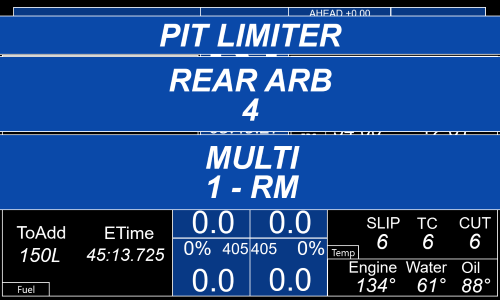 AHEAD +0.00
PIT LIMITER
REAR ARB
4
MULTI
1 - RM
ToAdd
150L
ETime
45:13.725
Fuel
0.0 0.0
0% 405 405 0%
0.0 0.0
SLIP TC CUT
6 6 6
Temp
Engine Water Oil
134° 61° 88°